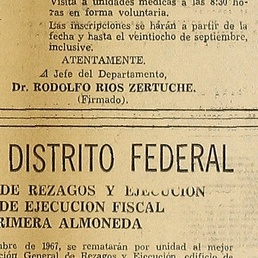 Visita a unidades médicas a las 8:30 ho-
ras en forma voluntaria.
Las inscripciones se harán a partir de la
fecha y hasta el veintiocho de septiembre,
inclusive.
ATENTAMENTE.
El Jefe del Departamento,
Dr. RODOLFO RIOS ZERTUCHE.
(Firmado).
DISTRITO FEDERAL
DE REZAGOS Y EJECUCION
DE EJECUCION FISCAL
PRIMERA ALMONEDA
bre de 1967, se rematarán por unidad al mejor
ción General de Rezagos y Ejecución, edificio de